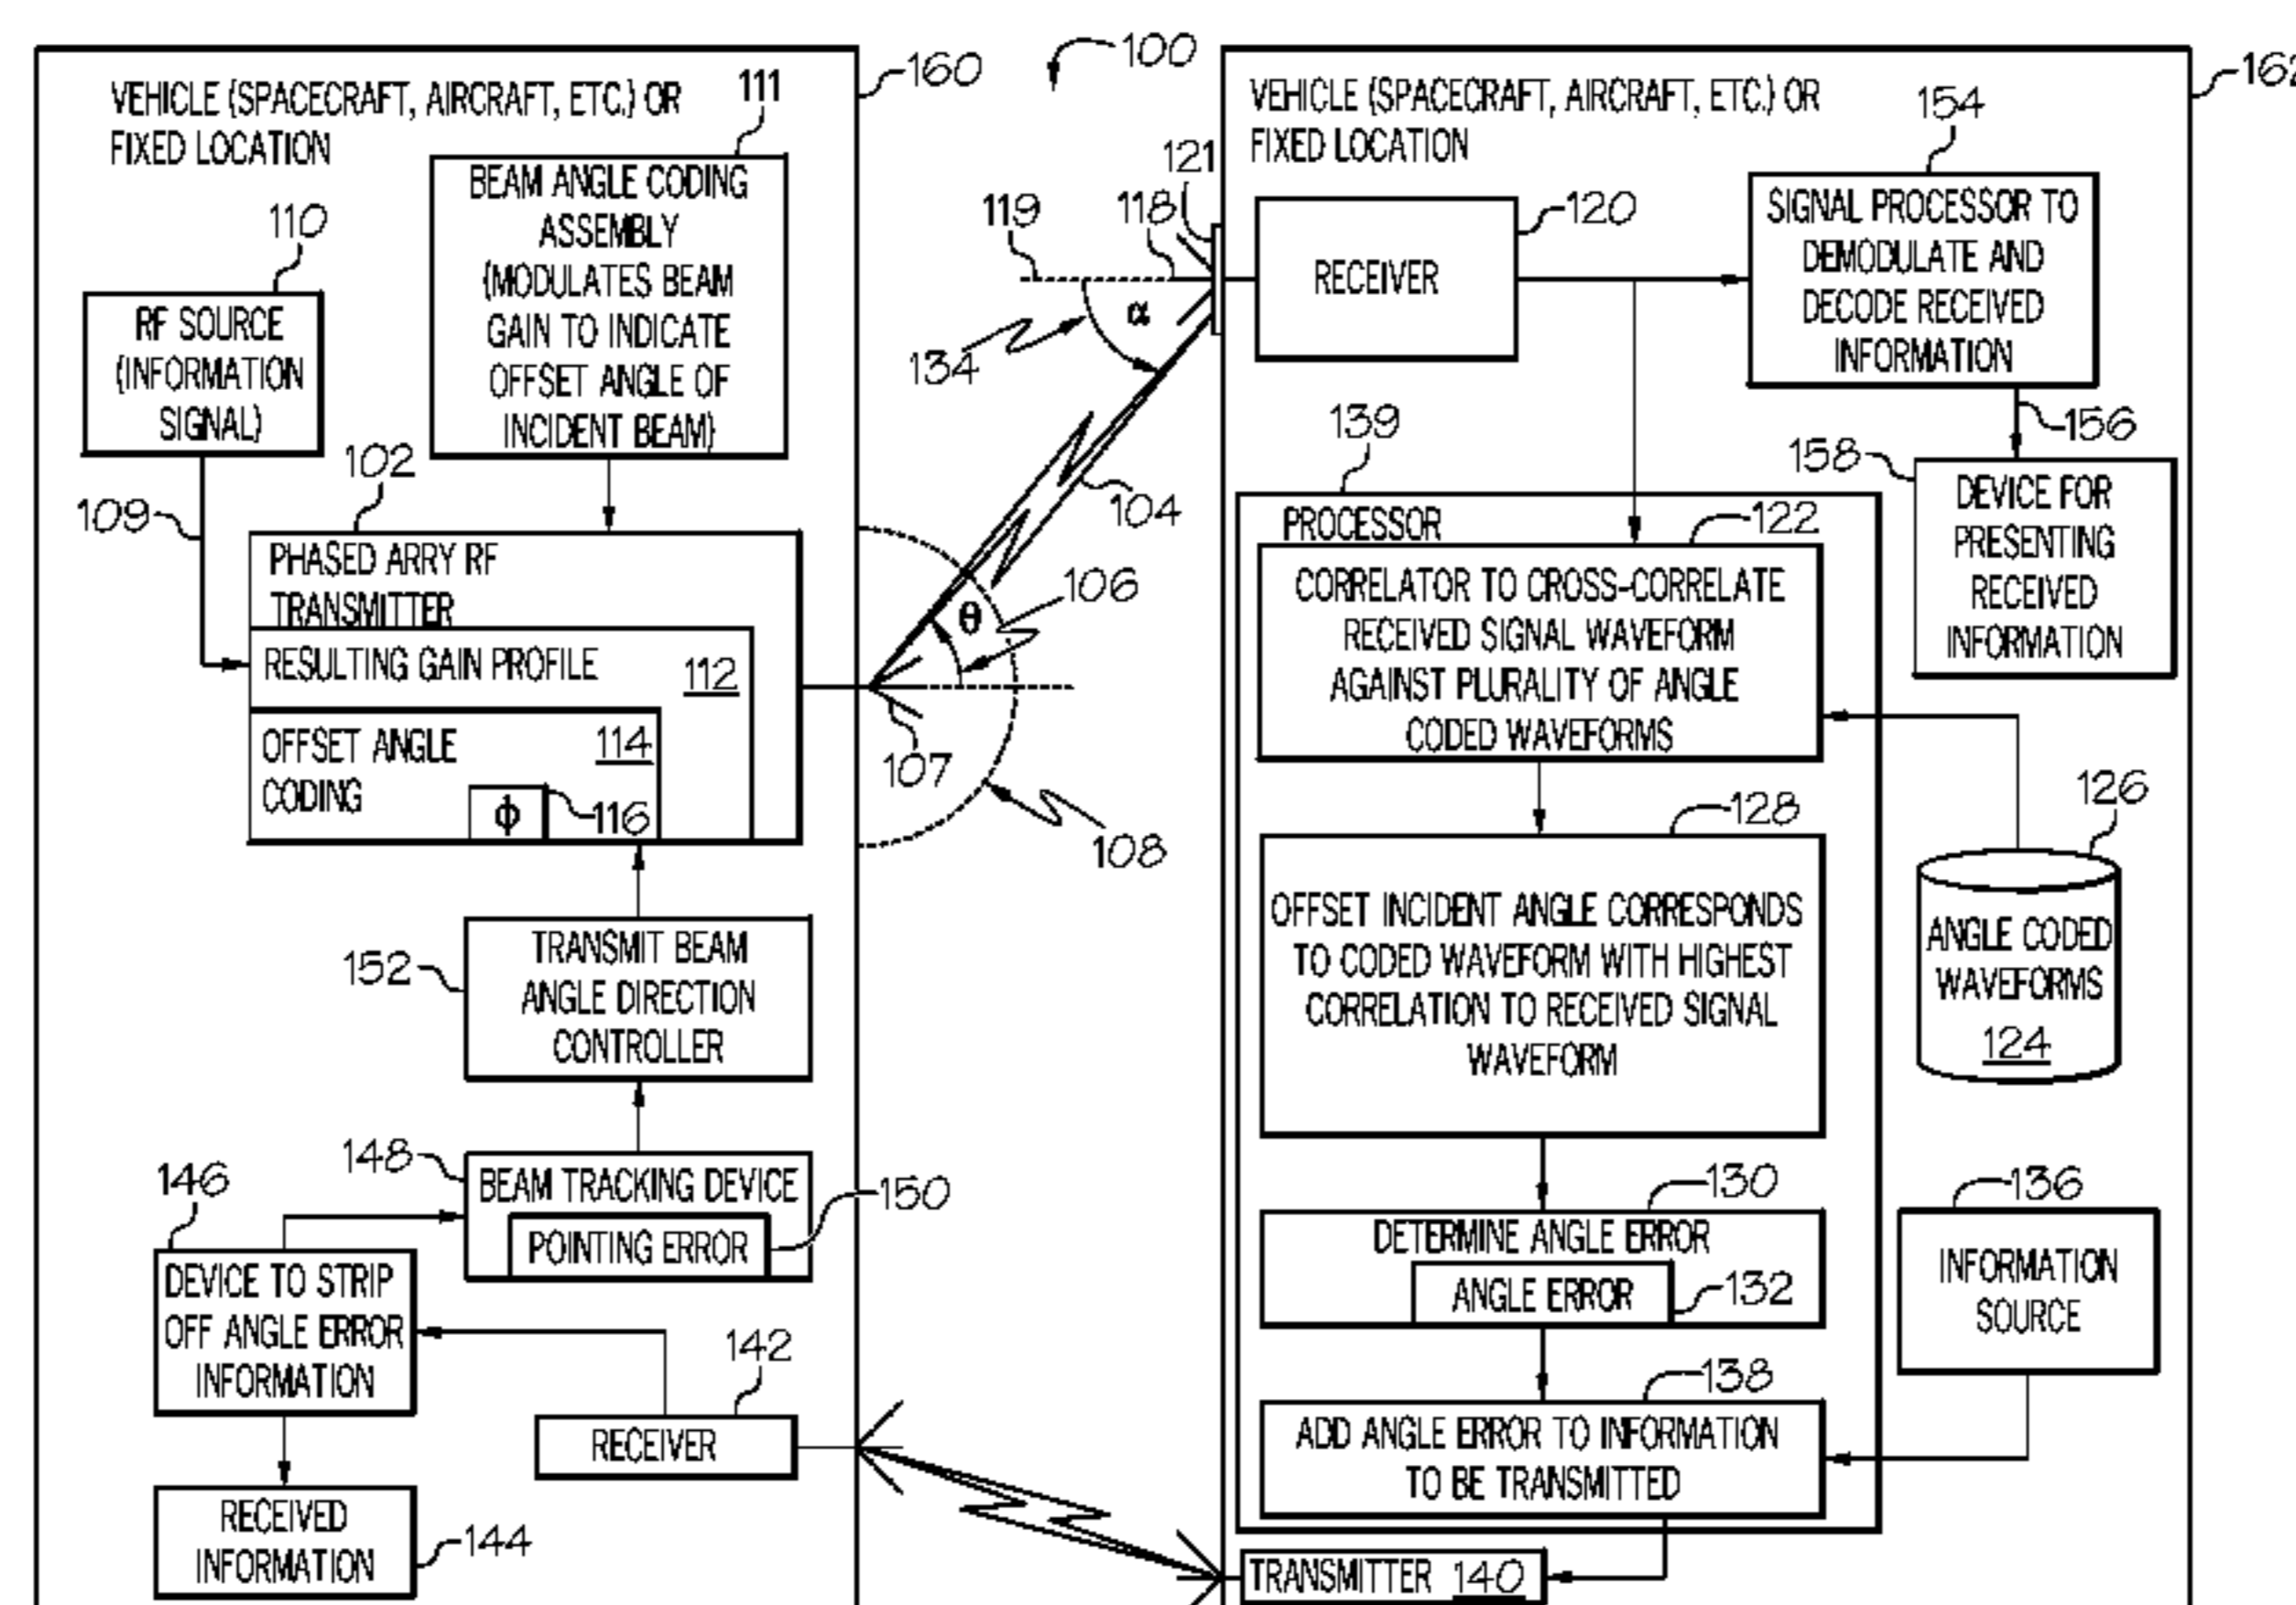 100
160
VEHICLE (SPACECRAFT, AIRCRAFT, ETC.) OR
FIXED LOCATION
111
BEAM ANGLE CODING
ASSEMBLY
(MODULATES BEAM
GAIN TO INDICATE
OFFSET ANGLE OF
INCIDENT BEAM)
110
RF SOURCE
(INFORMATION
SIGNAL)
102
109
PHASED ARRY RF
TRANSMITTER
RESULTING GAIN PROFILE
112
OFFSET ANGLE
CODING
114
ϕ
116
152
TRANSMIT BEAM
ANGLE DIRECTION
CONTROLLER
148
BEAM TRACKING DEVICE
POINTING ERROR
150
146
DEVICE TO STRIP
OFF ANGLE ERROR
INFORMATION
142
RECEIVER
RECEIVED
INFORMATION
144
119
118
121
α
134
104
106
θ
107
108
VEHICLE (SPACECRAFT, AIRCRAFT, ETC.) OR
FIXED LOCATION
154
120
RECEIVER
SIGNAL PROCESSOR TO
DEMODULATE AND
DECODE RECEIVED
INFORMATION
156
158
DEVICE FOR
PRESENTING
RECEIVED
INFORMATION
139
PROCESSOR
122
CORRELATOR TO CROSS-CORRELATE
RECEIVED SIGNAL WAVEFORM
AGAINST PLURALITY OF ANGLE
CODED WAVEFORMS
128
OFFSET INCIDENT ANGLE CORRESPONDS
TO CODED WAVEFORM WITH HIGHEST
CORRELATION TO RECEIVED SIGNAL
WAVEFORM
126
ANGLE CODED
WAVEFORMS
124
130
DETERMINE ANGLE ERROR
ANGLE ERROR
132
136
INFORMATION
SOURCE
138
ADD ANGLE ERROR TO INFORMATION
TO BE TRANSMITTED
TRANSMITTER 140